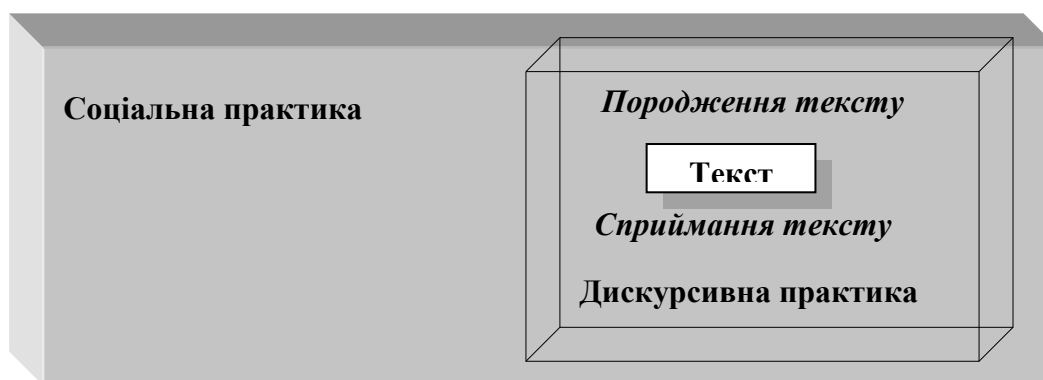 Соціальна практика
Породження тексту
Текст
Сприймання тексту
Дискурсивна практика